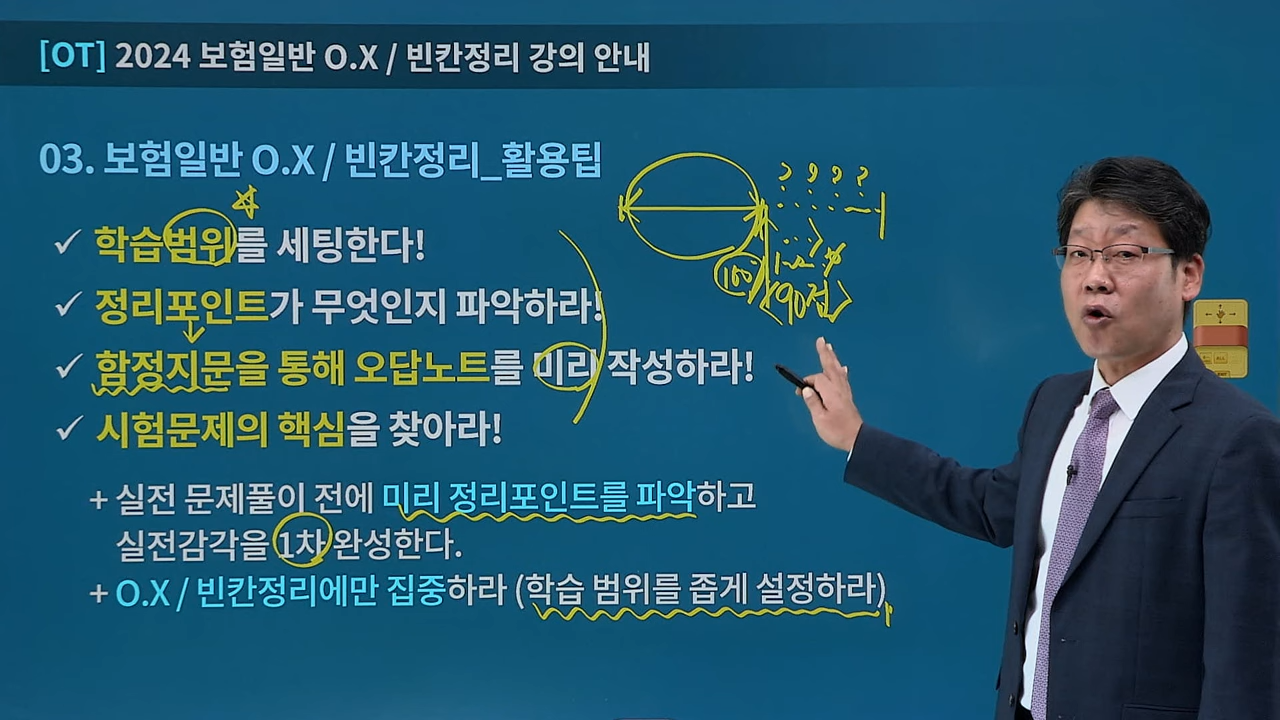 [OT] 2024 보험일반 O.X / 빈칸정리 강의 안내
03. 보험일반 O.X / 빈칸정리_활용팁
✓ 학습범위를 세팅한다!
✓ 정리포인트가 무엇인지 파악하라!
✓ 함정지문을 통해 오답노트를 미리 작성하라!
✓ 시험문제의 핵심을 찾아라!
+ 실전 문제풀이 전에 미리 정리포인트를 파악하고
실전감각을 1차 완성한다.
+ O.X / 빈칸정리에만 집중하라 (학습 범위를 좁게 설정하라)
? ? ? ?
100
90점